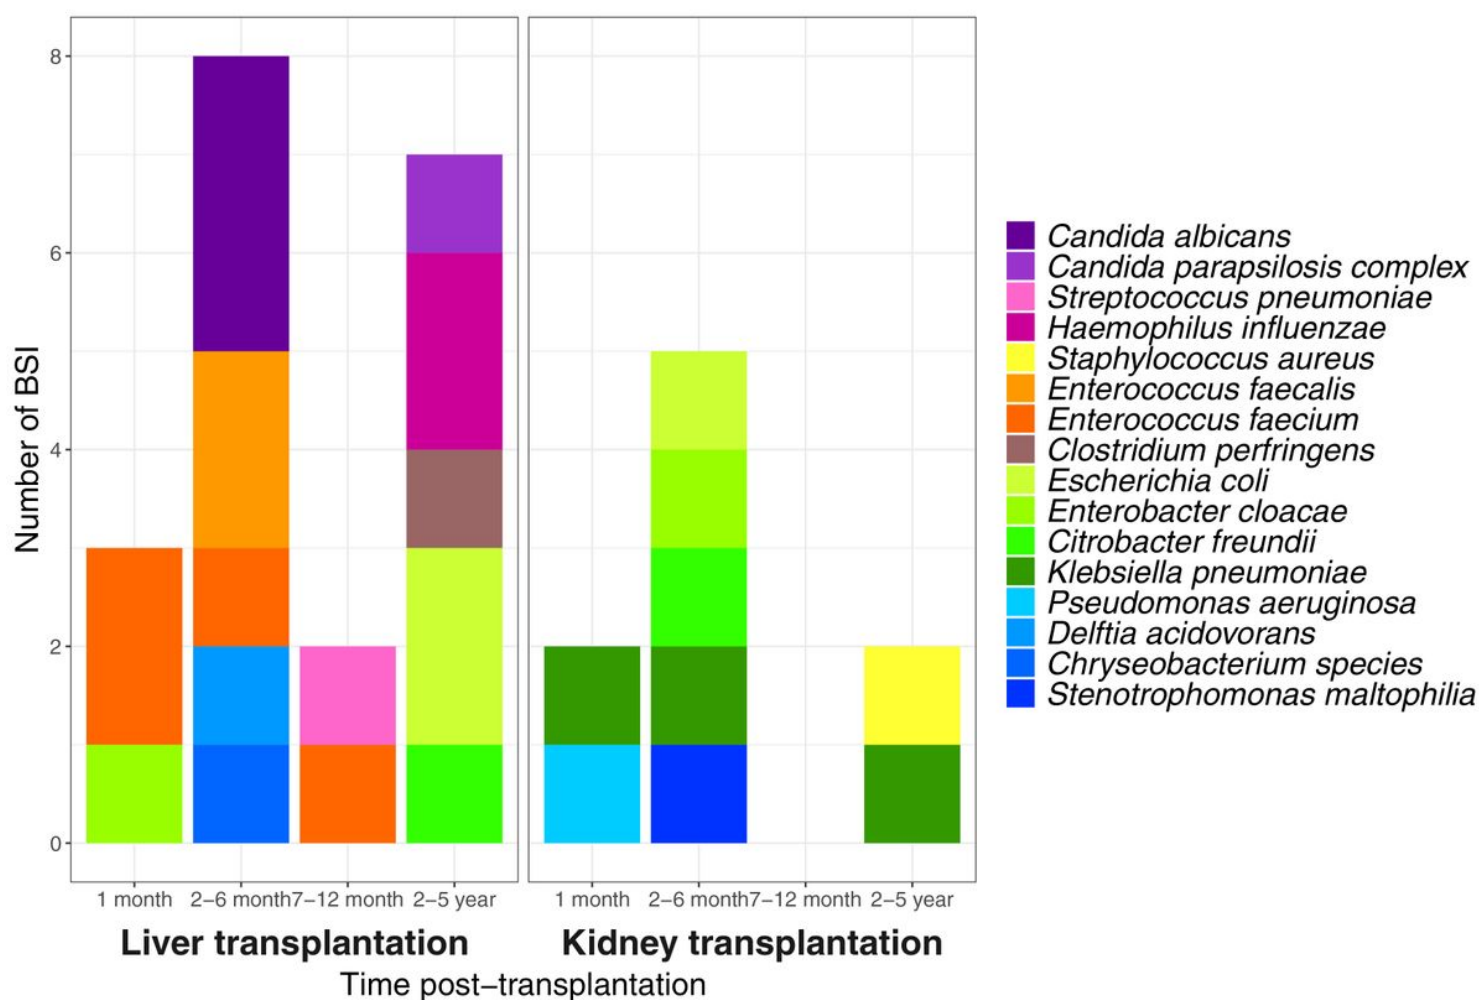 Number of BSI
8
6
4
2
0
1 month 2–6 month 7–12 month 2–5 year
1 month 2–6 month 7–12 month 2–5 year
Liver transplantation
Kidney transplantation
Time post–transplantation
Candida albicans
Candida parapsilosis complex
Streptococcus pneumoniae
Haemophilus influenzae
Staphylococcus aureus
Enterococcus faecalis
Enterococcus faecium
Clostridium perfringens
Escherichia coli
Enterobacter cloacae
Citrobacter freundii
Klebsiella pneumoniae
Pseudomonas aeruginosa
Delftia acidovorans
Chryseobacterium species
Stenotrophomonas maltophilia